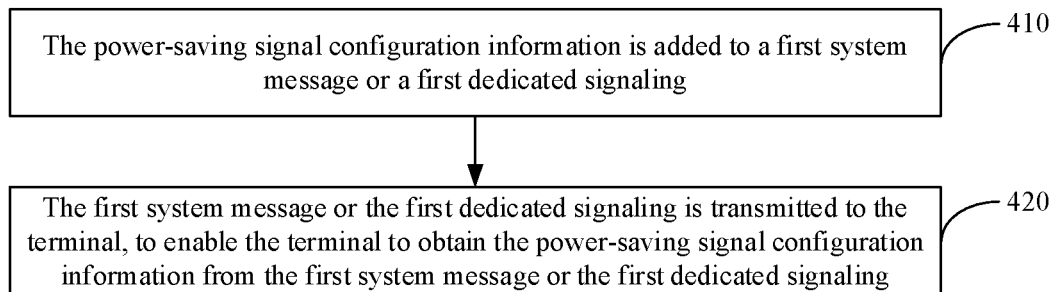 The power-saving signal configuration information is added to a first system
message or a first dedicated signaling
410
The first system message or the first dedicated signaling is transmitted to the
terminal, to enable the terminal to obtain the power-saving signal configuration
information from the first system message or the first dedicated signaling
420